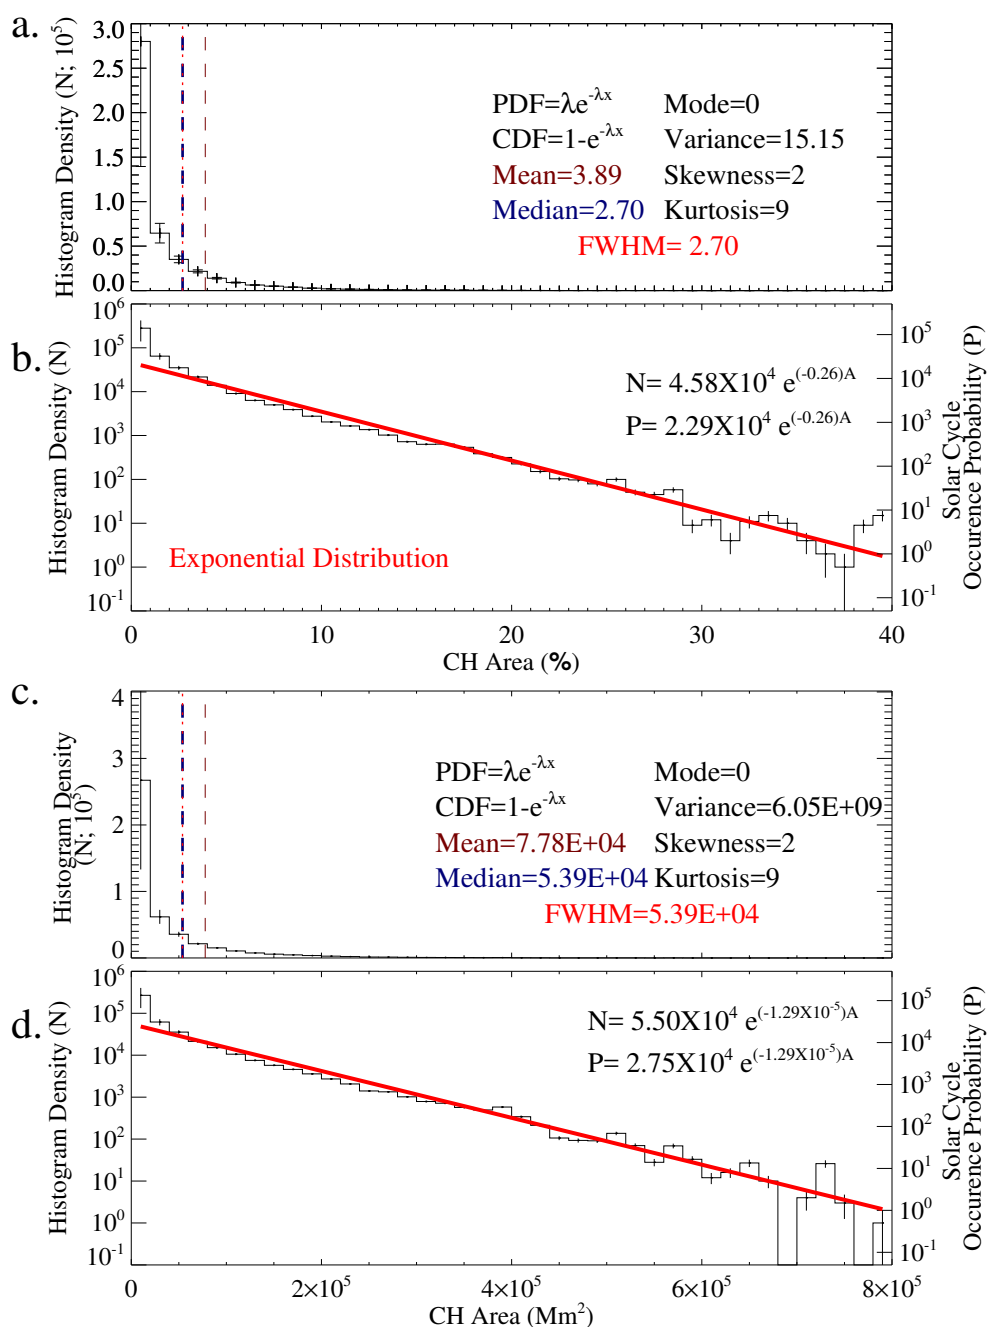 a.
Histogram Density (N; 10⁵)
3.0
2.5
2.0
1.5
1.0
0.5
0.0
PDF=λe^-λx Mode=0
CDF=1-e^-λx Variance=15.15
Mean=3.89 Skewness=2
Median=2.70 Kurtosis=9
FWHM= 2.70
b.
Histogram Density (N)
10⁶
10⁵
10⁴
10³
10²
10¹
10⁰
10⁻¹
N= 4.58X10⁴ e^(-0.26)A
P= 2.29X10⁴ e^(-0.26)A
Exponential Distribution
10⁵
10⁴
10³
10²
10¹
10⁰
10⁻¹
Solar Cycle
Occurence Probability (P)
0 10 20 30 40
CH Area (%)
c.
Histogram Density
(N; 10⁵)
4
3
2
1
0
PDF=λe^-λx Mode=0
CDF=1-e^-λx Variance=6.05E+09
Mean=7.78E+04 Skewness=2
Median=5.39E+04 Kurtosis=9
FWHM=5.39E+04
d.
Histogram Density (N)
10⁶
10⁵
10⁴
10³
10²
10¹
10⁰
10⁻¹
N= 5.50X10⁴ e^(-1.29X10⁻⁵)A
P= 2.75X10⁴ e^(-1.29X10⁻⁵)A
10⁵
10⁴
10³
10²
10¹
10⁰
10⁻¹
Solar Cycle
Occurence Probability (P)
0 2×10⁵ 4×10⁵ 6×10⁵ 8×10⁵
CH Area (Mm²)